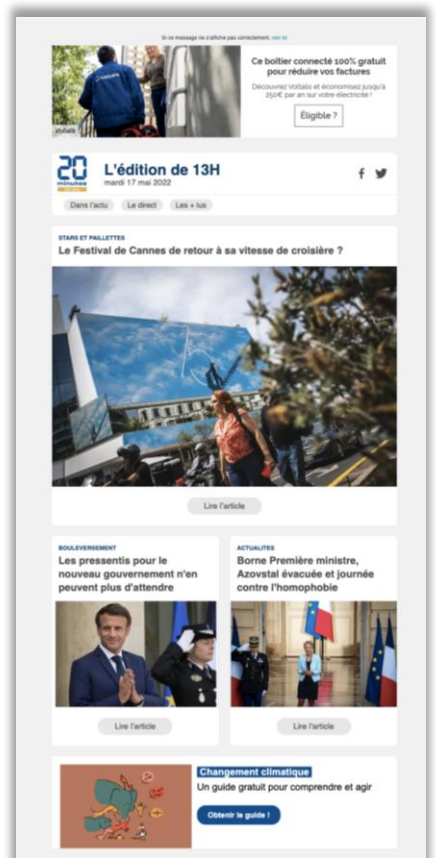 Si ce message ne s'affiche pas correctement, voir ici
Ce boîtier connecté 100% gratuit
pour réduire vos factures
Découvrez Voltalis et économisez jusqu'à
250€ par an sur votre électricité !
Éligible ?
Voltalis
Voltalis
20
minutes
L'édition de 13H
mardi 17 mai 2022
Dans l'actu
Le direct
Les + lus
STARS ET PAILLETTES
Le Festival de Cannes de retour à sa vitesse de croisière ?
Lire l'article
BOULEVERSEMENT
Les pressentis pour le
nouveau gouvernement n'en
peuvent plus d'attendre
Lire l'article
ACTUALITES
Borne Première ministre,
Azovstal évacuée et journée
contre l'homophobie
Lire l'article
Changement climatique
Un guide gratuit pour comprendre et agir
Obtenir le guide !